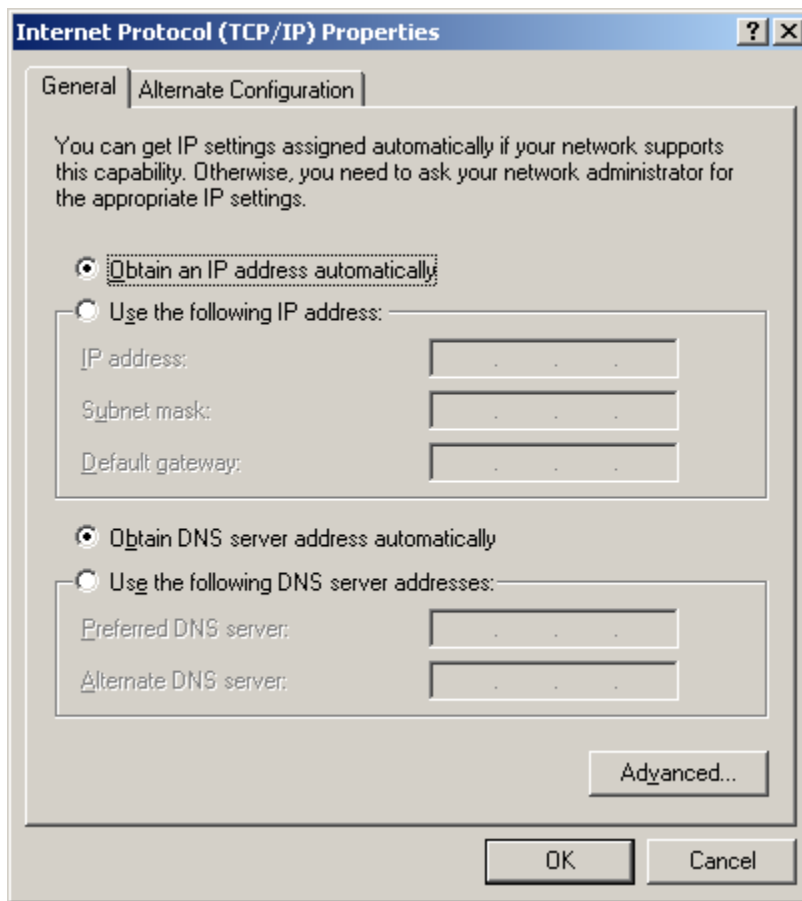 Internet Protocol (TCP/IP) Properties
General
Alternate Configuration
You can get IP settings assigned automatically if your network supports
this capability. Otherwise, you need to ask your network administrator for
the appropriate IP settings.
Obtain an IP address automatically
Use the following IP address:
IP address:
Subnet mask:
Default gateway:
Obtain DNS server address automatically
Use the following DNS server addresses:
Preferred DNS server:
Alternate DNS server:
Advanced...
OK
Cancel